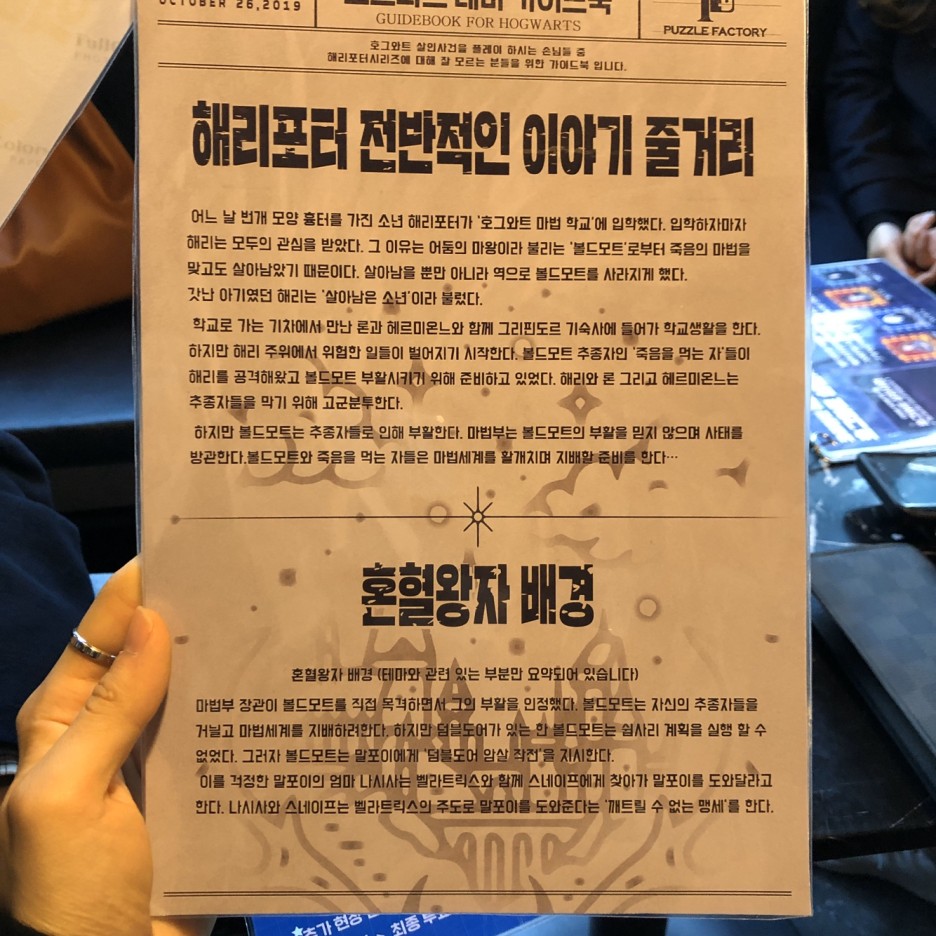 OCTOBER 26,2019
호그와트 테마 가이드북
GUIDEBOOK FOR HOGWARTS
PUZZLE FACTORY
호그와트 살인사건을 플레이 하시는 손님들 중
해리포터시리즈에 대해 잘 모르는 분들을 위한 가이드북 입니다.
해리포터 전반적인 이야기 줄거리
어느 날 번개 모양 흉터를 가진 소년 해리포터가 '호그와트 마법 학교'에 입학했다. 입학하자마자
해리는 모두의 관심을 받았다. 그 이유는 어둠의 마왕이라 불리는 '볼드모트'로부터 죽음의 마법을
맞고도 살아남았기 때문이다. 살아남을 뿐만 아니라 역으로 볼드모트를 사라지게 했다.
갓난 아기였던 해리는 '살아남은 소년'이라 불렸다.
학교로 가는 기차에서 만난 론과 헤르미온느와 함께 그리핀도르 기숙사에 들어가 학교생활을 한다.
하지만 해리 주위에서 위험한 일들이 벌어지기 시작한다. 볼드모트 추종자인 '죽음을 먹는 자'들이
해리를 공격해왔고 볼드모트 부활시키기 위해 준비하고 있었다. 해리와 론 그리고 헤르미온느는
추종자들을 막기 위해 고군분투한다.
하지만 볼드모트는 추종자들로 인해 부활한다. 마법부는 볼드모트의 부활을 믿지 않으며 사태를
방관한다.볼드모트와 죽음을 먹는 자들은 마법세계를 활개치며 지배할 준비를 한다…
혼혈왕자 배경
혼혈왕자 배경 (테마와 관련 있는 부분만 요약되어 있습니다)
마법부 장관이 볼드모트를 직접 목격하면서 그의 부활을 인정했다. 볼드모트는 자신의 추종자들을
거닐고 마법세계를 지배하려한다. 하지만 덤블도어가 있는 한 볼드모트는 쉽사리 계획을 실행 할 수
없었다. 그러자 볼드모트는 말포이에게 '덤블도어 암살 작전'을 지시한다.
이를 걱정한 말포이의 엄마 나시사는 벨라트릭스와 함께 스네이프에게 찾아가 말포이를 도와달라고
한다. 나시사와 스네이프는 벨라트릭스의 주도로 말포이를 도와준다는 '깨트릴 수 없는 맹세'를 한다.
추가 현장
최종 투